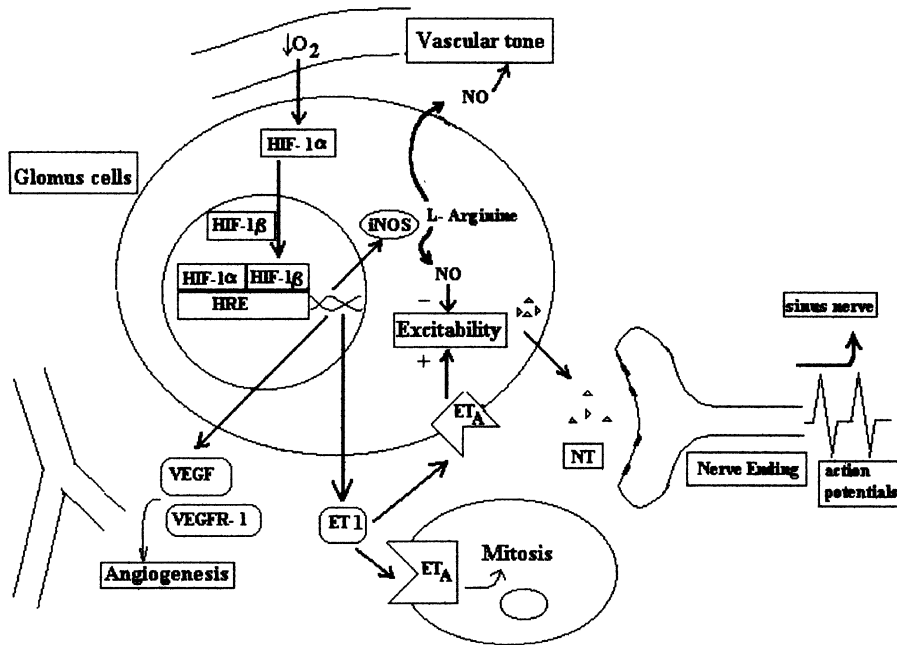 ↓O2
Vascular tone
NO
HIF-1α
Glomus cells
HIF-1β
iNOS
L-Arginine
HIF-1α HIF-1β
HRE
NO
−
Excitability
+
sinus nerve
ETA
NT
Nerve Ending
action
potentials
VEGF
VEGFR-1
ET1
Angiogenesis
ETA
Mitosis